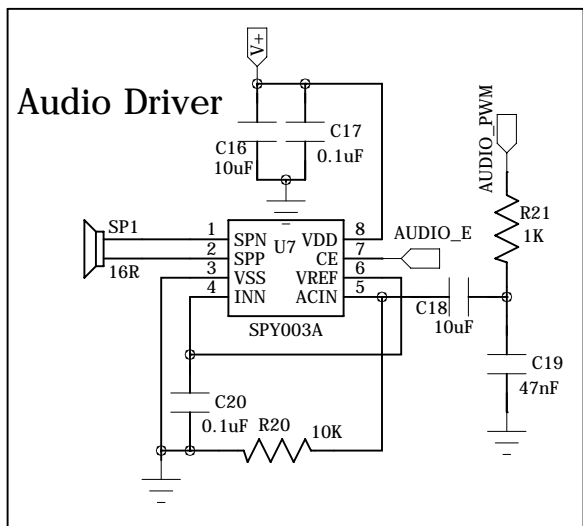 V+
Audio Driver
C16
10uF
C17
0.1uF
AUDIO_PWM
R21
1K
SP1
16R
1
2
3
4
SPN
SPP
VSS
INN
U7
VDD
CE
VREF
ACIN
8
7
6
5
SPY003A
AUDIO_E
C18
10uF
C19
47nF
C20
0.1uF
R20
10K